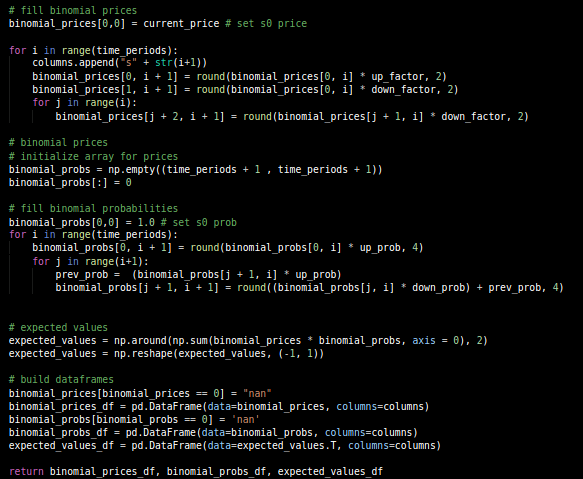 # fill binomial prices
binomial_prices[0,0] = current_price # set s0 price
for i in range(time_periods):
columns.append("s" + str(i+1))
binomial_prices[0, i + 1] = round(binomial_prices[0, i] * up_factor, 2)
binomial_prices[1, i + 1] = round(binomial_prices[0, i] * down_factor, 2)
for j in range(i):
binomial_prices[j + 2, i + 1] = round(binomial_prices[j + 1, i] * down_factor, 2)
# binomial prices
# initialize array for prices
binomial_probs = np.empty((time_periods + 1 , time_periods + 1))
binomial_probs[:] = 0
# fill binomial probabilities
binomial_probs[0,0] = 1.0 # set s0 prob
for i in range(time_periods):
binomial_probs[0, i + 1] = round(binomial_probs[0, i] * up_prob, 4)
for j in range(i+1):
prev_prob =  (binomial_probs[j + 1, i] * up_prob)
binomial_probs[j + 1, i + 1] = round((binomial_probs[j, i] * down_prob) + prev_prob, 4)
# expected values
expected_values = np.around(np.sum(binomial_prices * binomial_probs, axis = 0), 2)
expected_values = np.reshape(expected_values, (-1, 1))
# build dataframes
binomial_prices[binomial_prices == 0] = "nan"
binomial_prices_df = pd.DataFrame(data=binomial_prices, columns=columns)
binomial_probs[binomial_probs == 0] = 'nan'
binomial_probs_df = pd.DataFrame(data=binomial_probs, columns=columns)
expected_values_df = pd.DataFrame(data=expected_values.T, columns=columns)
return binomial_prices_df, binomial_probs_df, expected_values_df